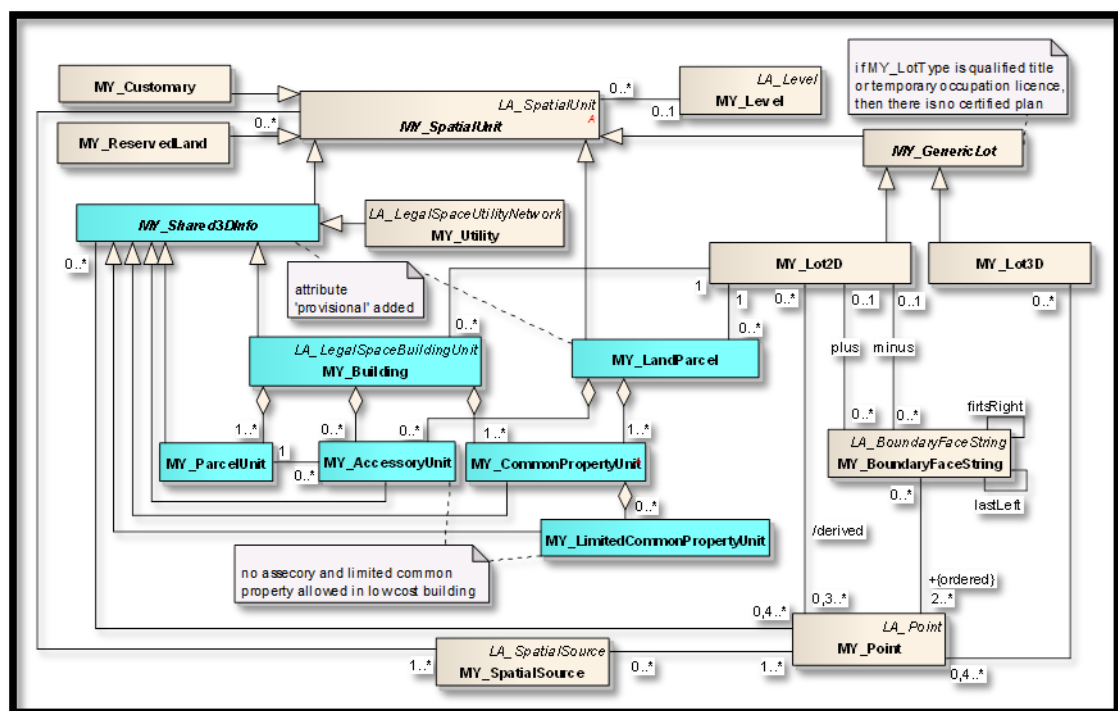 if MY_LotType is qualified title
or temporary occupation licence,
then there is no certified plan
MY_Customary
LA_SpatialUnit
MY_SpatialUnit
A
0..*
0..1
LA_Level
MY_Level
0..*
MY_ReservedLand
MY_GenericLot
MY_Shared3DInfo
LA_LegalSpaceUtilityNetwork
MY_Utility
MY_Lot2D
MY_Lot3D
0..*
attribute
'provisional' added
1
1
0..*
0..1
0..1
0..*
0..*
0..*
LA_LegalSpaceBuildingUnit
MY_Building
MY_LandParcel
plus
minus
1..*
0..*
0..*
1..*
1..*
0..*
0..*
firtsRight
MY_ParcelUnit
1
0..*
MY_AccessoryUnit
MY_CommonPropertyUnit
LA_BoundaryFaceString
MY_BoundaryFaceString
lastLeft
0..*
0..*
MY_LimitedCommonPropertyUnit
/derived
no assecory and limited common
property allowed in lowcost building
+{ordered}
0,4..*
0,3..*
2..*
LA_Point
MY_Point
LA_SpatialSource
MY_SpatialSource
1..*
0..*
1..*
0,4..*